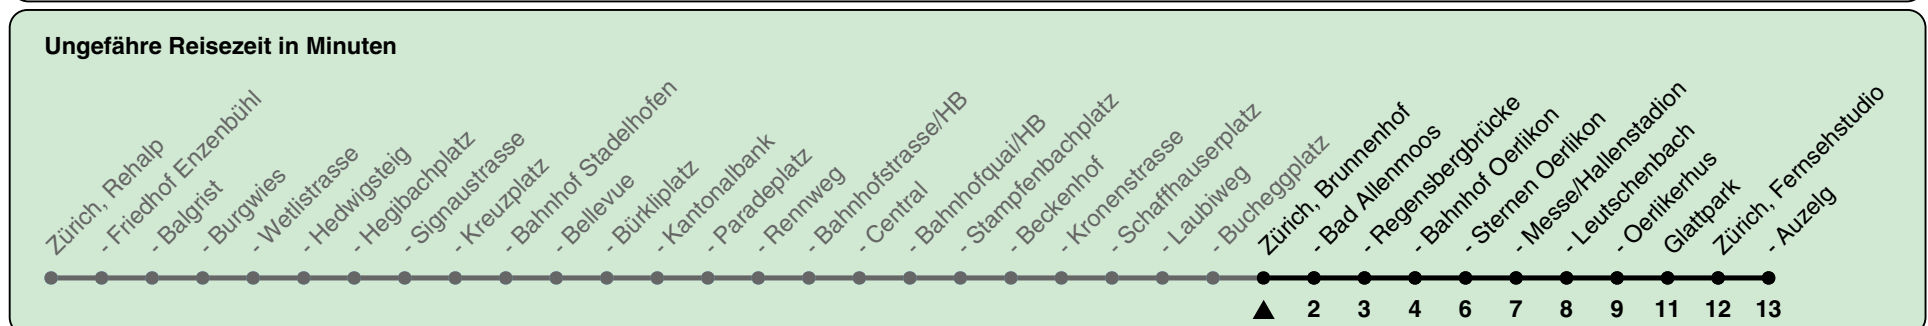 Ungefähre Reisezeit in Minuten
Zürich, Rehalp
- Friedhof Enzenbühl
- Balgrist
- Burgwies
- Wetlistrasse
- Hedwigsteig
- Hegibachplatz
- Signaustrasse
- Kreuzplatz
- Bahnhof Stadelhofen
- Bellevue
- Bürkliplatz
- Kantonalbank
- Paradeplatz
- Rennweg
- Bahnhofstrasse/HB
- Central
- Bahnhofquai/HB
- Stampfenbachplatz
- Beckenhof
- Kronenstrasse
- Schaffhauserplatz
- Laubiweg
- Bucheggplatz
Zürich, Brunnenhof
- Bad Allenmoos
- Regensbergbrücke
- Bahnhof Oerlikon
- Sternen Oerlikon
- Messe/Hallenstadion
- Leutschenbach
- Oerlikerhus
Glattpark
Zürich, Fernsehstudio
- Auzelg
2 3 4 6 7 8 9 11 12 13